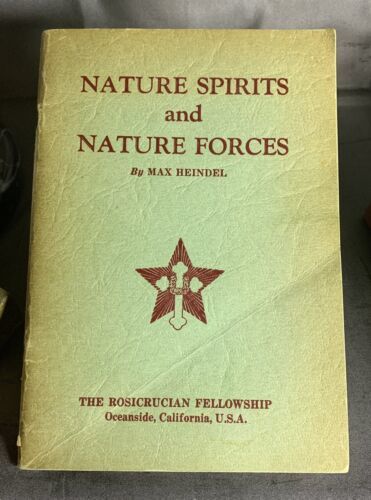 NATURE SPIRITS
and
NATURE FORCES
By MAX HEINDEL
THE ROSICRUCIAN FELLOWSHIP
Oceanside, California, U.S.A.